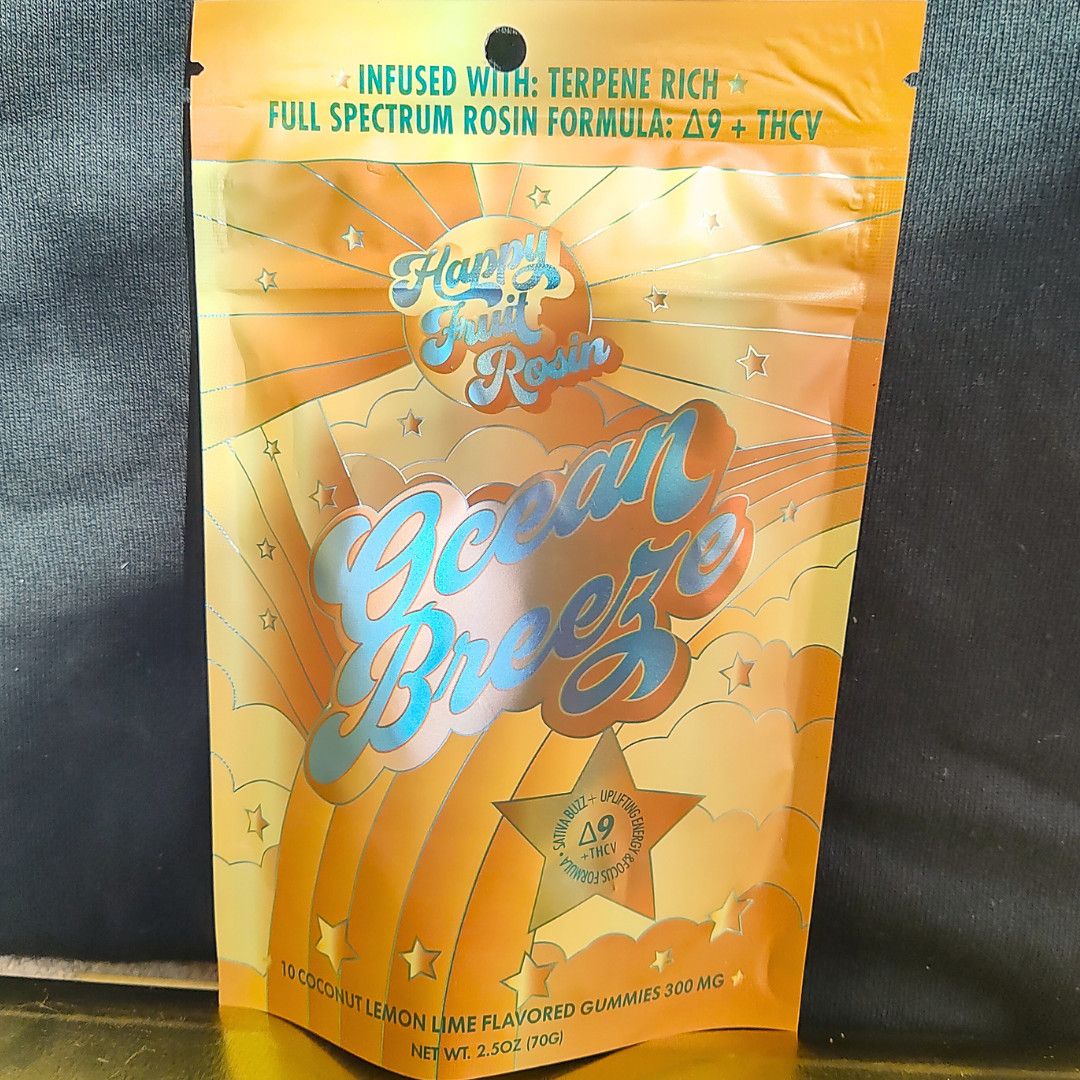 INFUSED WITH: TERPENE RICH
FULL SPECTRUM ROSIN FORMULA: Δ9 + THCV
Happy
Fruit
Rosin
Ocean
Breeze
SATIVA BUZZ + UPLIFTING ENERGY & FOCUS FORMULA •
Δ9
+THCV
10 COCONUT LEMON LIME FLAVORED GUMMIES 300 MG
NET WT. 2.5OZ (70G)